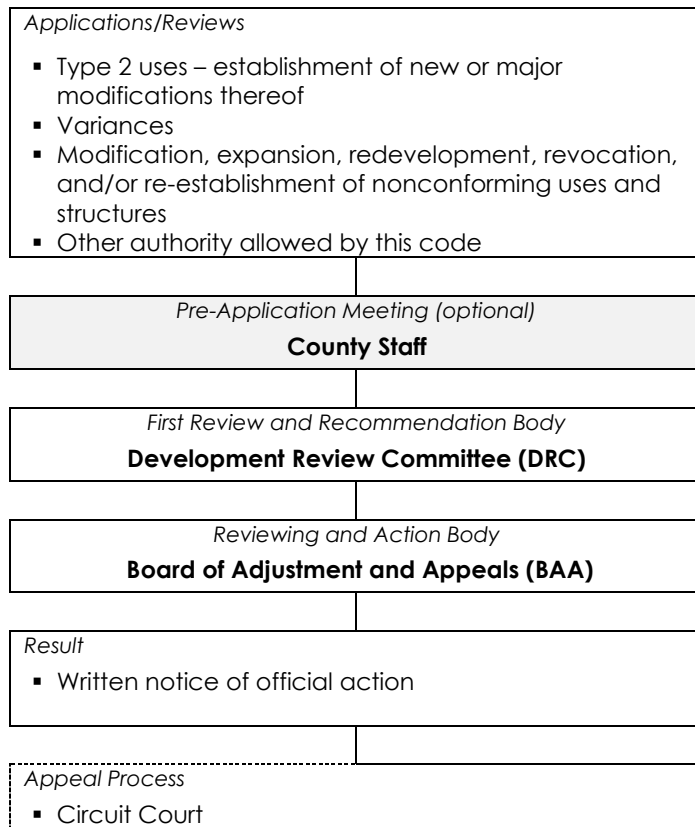 Applications/Reviews
▪ Type 2 uses – establishment of new or major
modifications thereof
▪ Variances
▪ Modification, expansion, redevelopment, revocation,
and/or re-establishment of nonconforming uses and
structures
▪ Other authority allowed by this code
Pre-Application Meeting (optional)
County Staff
First Review and Recommendation Body
Development Review Committee (DRC)
Reviewing and Action Body
Board of Adjustment and Appeals (BAA)
Result
▪ Written notice of official action
Appeal Process
▪ Circuit Court